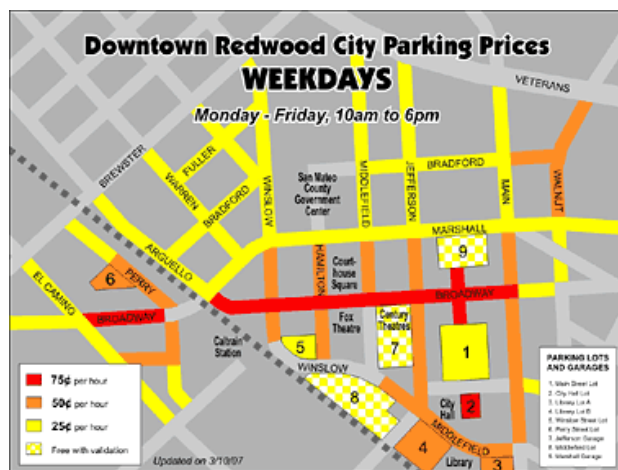 Downtown Redwood City Parking Prices
WEEKDAYS
Monday - Friday, 10am to 6pm
VETERANS
BREWSTER
FULLER
WARREN
BRADFORD
WINSLOW
San Mateo
County
Government
Center
MIDDLEFIELD
JEFFERSON
BRADFORD
MAIN
WALNUT
ARGUELLO
MARSHALL
HAMILTON
Court-
house
Square
9
PERRY
6
EL CAMINO
BROADWAY
BROADWAY
Fox
Theatre
Century
Theatres
7
1
Caltrain
Station
5
WINSLOW
8
City
Hall
2
MIDDLEFIELD
4
Library
3
75¢ per hour
50¢ per hour
25¢ per hour
Free with validation
Updated on 3/10/07
PARKING LOTS
AND GARAGES
1. Main Street Lot
2. City Hall Lot
3. Library Lot A
4. Library Lot B
5. Winslow Street Lot
6. Perry Street Lot
7. Jefferson Garage
8. Middlefield Lot
9. Marshall Garage